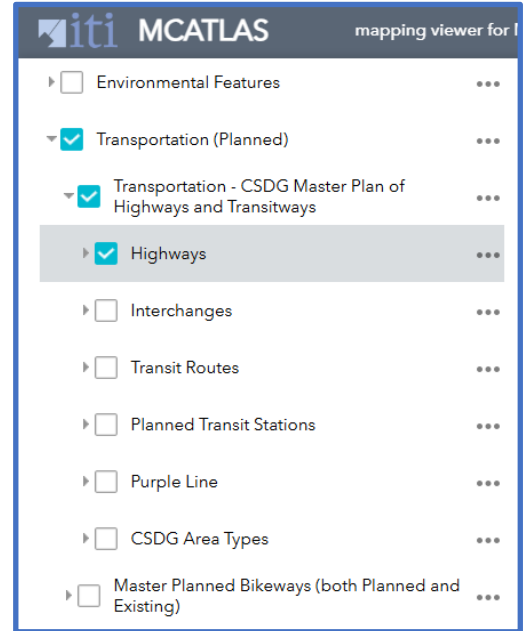 iti MCATLAS mapping viewer for
Environmental Features
Transportation (Planned)
Transportation - CSDG Master Plan of
Highways and Transitways
Highways
Interchanges
Transit Routes
Planned Transit Stations
Purple Line
CSDG Area Types
Master Planned Bikeways (both Planned and
Existing)